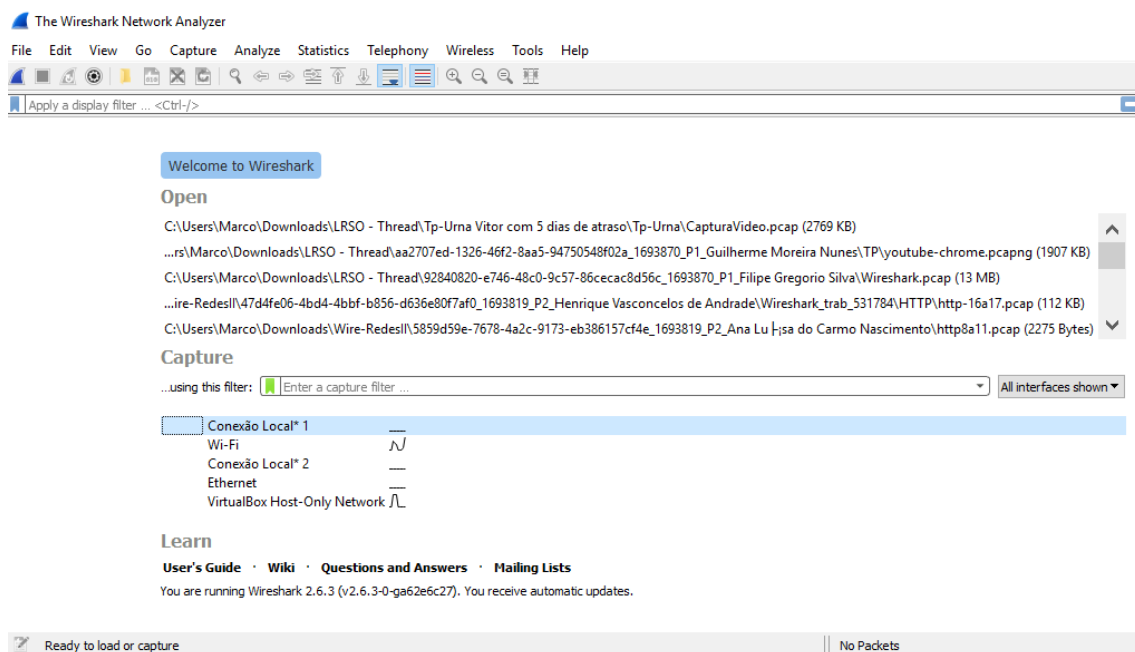 The Wireshark Network Analyzer
File Edit View Go Capture Analyze Statistics Telephony Wireless Tools Help
Apply a display filter ... <Ctrl-/>
Welcome to Wireshark
Open
C:\Users\Marco\Downloads\LRSO - Thread\Tp-Urna Vitor com 5 dias de atraso\Tp-Urna\CapturaVideo.pcap (2769 KB)
...rs\Marco\Downloads\LRSO - Thread\aa2707ed-1326-46f2-8aa5-94750548f02a_1693870_P1_Guilherme Moreira Nunes\TP\youtube-chrome.pcapng (1907 KB)
C:\Users\Marco\Downloads\LRSO - Thread\92840820-e746-48c0-9c57-86cecac8d56c_1693870_P1_Filipe Gregorio Silva\Wireshark.pcap (13 MB)
...ire-RedesII\47d4fe06-4bd4-4bbf-b856-d636e80f7af0_1693819_P2_Henrique Vasconcelos de Andrade\Wireshark_trab_531784\HTTP\http-16a17.pcap (112 KB)
C:\Users\Marco\Downloads\Wire-RedesII\5859d59e-7678-4a2c-9173-eb386157cf4e_1693819_P2_Ana Lu├¡sa do Carmo Nascimento\http8a11.pcap (2275 Bytes)
Capture
...using this filter: Enter a capture filter ... All interfaces shown
Conexão Local* 1
Wi-Fi
Conexão Local* 2
Ethernet
VirtualBox Host-Only Network
Learn
User's Guide · Wiki · Questions and Answers · Mailing Lists
You are running Wireshark 2.6.3 (v2.6.3-0-ga62e6c27). You receive automatic updates.
Ready to load or capture No Packets